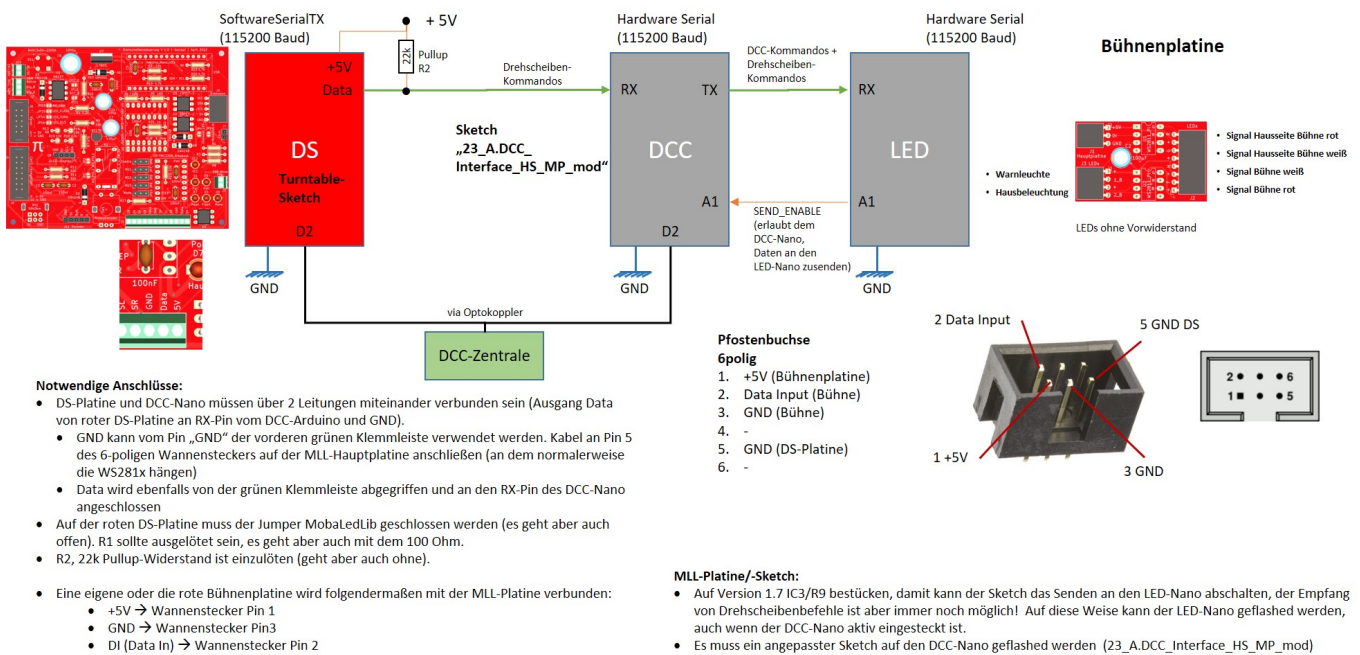 SoftwareSerialTX
(115200 Baud)
+ 5V
Hardware Serial
(115200 Baud)
Hardware Serial
(115200 Baud)
Bühnenplatine
22k
Pullup
R2
+5V
Data
Drehscheiben-
Kommandos
DCC-Kommandos +
Drehscheiben-
Kommandos
RX
TX
RX
DS
Turntable-
Sketch
Sketch
„23_A.DCC_
Interface_HS_MP_mod“
DCC
LED
π
A1
A1
D2
D2
SEND_ENABLE
(erlaubt dem
DCC-Nano,
Daten an den
LED-Nano zusenden)
GND
GND
GND
via Optokoppler
DCC-Zentrale
• Warnleuchte
• Hausbeleuchtung
J1
Hauptplatine
J3 LEDs
LEDs
• Signal Hausseite Bühne rot
• Signal Hausseite Bühne weiß
• Signal Bühne weiß
• Signal Bühne rot
LEDs ohne Vorwiderstand
100nF
SL
SR
GND
Data
5V
Notwendige Anschlüsse:
• DS-Platine und DCC-Nano müssen über 2 Leitungen miteinander verbunden sein (Ausgang Data
von roter DS-Platine an RX-Pin vom DCC-Arduino und GND).
• GND kann vom Pin „GND“ der vorderen grünen Klemmleiste verwendet werden. Kabel an Pin 5
des 6-poligen Wannensteckers auf der MLL-Hauptplatine anschließen (an dem normalerweise
die WS281x hängen)
• Data wird ebenfalls von der grünen Klemmleiste abgegriffen und an den RX-Pin des DCC-Nano
angeschlossen
• Auf der roten DS-Platine muss der Jumper MobaLedLib geschlossen werden (es geht aber auch
offen). R1 sollte ausgelötet sein, es geht aber auch mit dem 100 Ohm.
• R2, 22k Pullup-Widerstand ist einzulöten (geht aber auch ohne).
• Eine eigene oder die rote Bühnenplatine wird folgendermaßen mit der MLL-Platine verbunden:
• +5V → Wannenstecker Pin 1
• GND → Wannenstecker Pin3
• DI (Data In) → Wannenstecker Pin 2
Pfostenbuchse
6polig
1. +5V (Bühnenplatine)
2. Data Input (Bühne)
3. GND (Bühne)
4. -
5. GND (DS-Platine)
6. -
2 Data Input
5 GND DS
1 +5V
3 GND
2 6
1 5
MLL-Platine/-Sketch:
• Auf Version 1.7 IC3/R9 bestücken, damit kann der Sketch das Senden an den LED-Nano abschalten, der Empfang
von Drehscheibenbefehle ist aber immer noch möglich! Auf diese Weise kann der LED-Nano geflashed werden,
auch wenn der DCC-Nano aktiv eingesteckt ist.
• Es muss ein angepasster Sketch auf den DCC-Nano geflashed werden (23_A.DCC_Interface_HS_MP_mod)